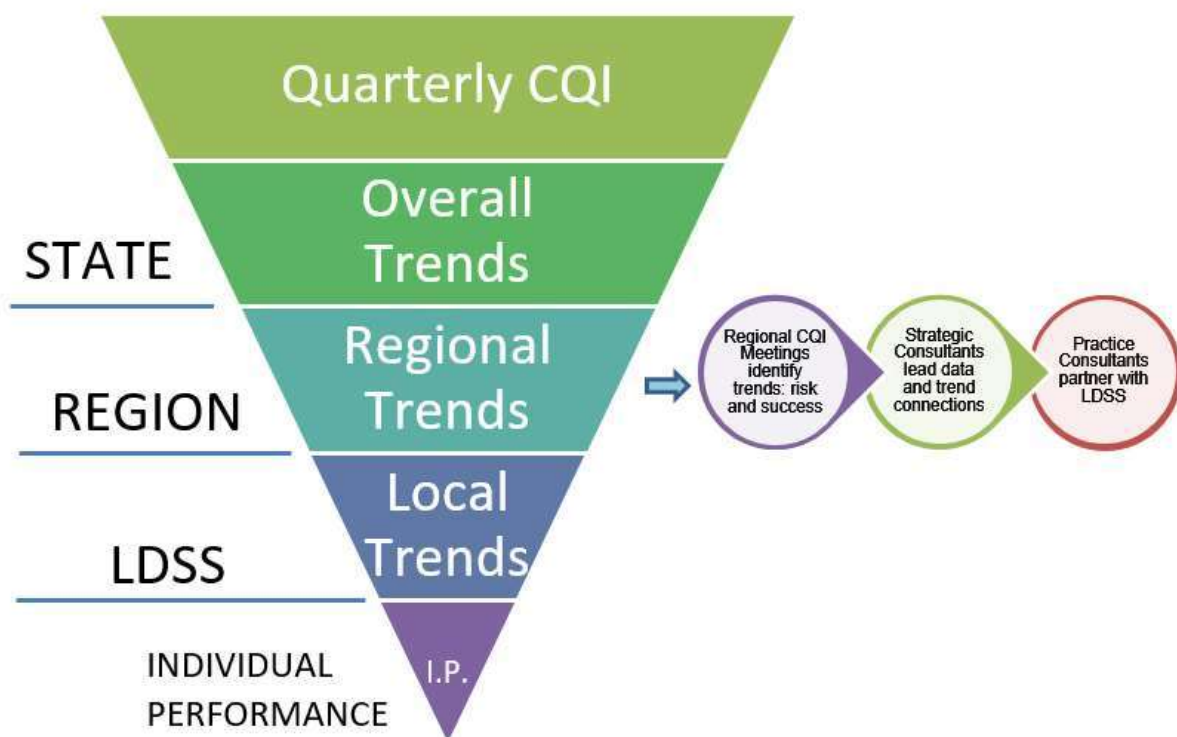 Quarterly CQI
Overall
Trends
STATE
Regional
Trends
REGION
Local
Trends
LDSS
I.P.
INDIVIDUAL
PERFORMANCE
Regional CQI
Meetings
identify
trends: risk
and success
Strategic
Consultants
lead data
and trend
connections
Practice
Consultants
partner with
LDSS